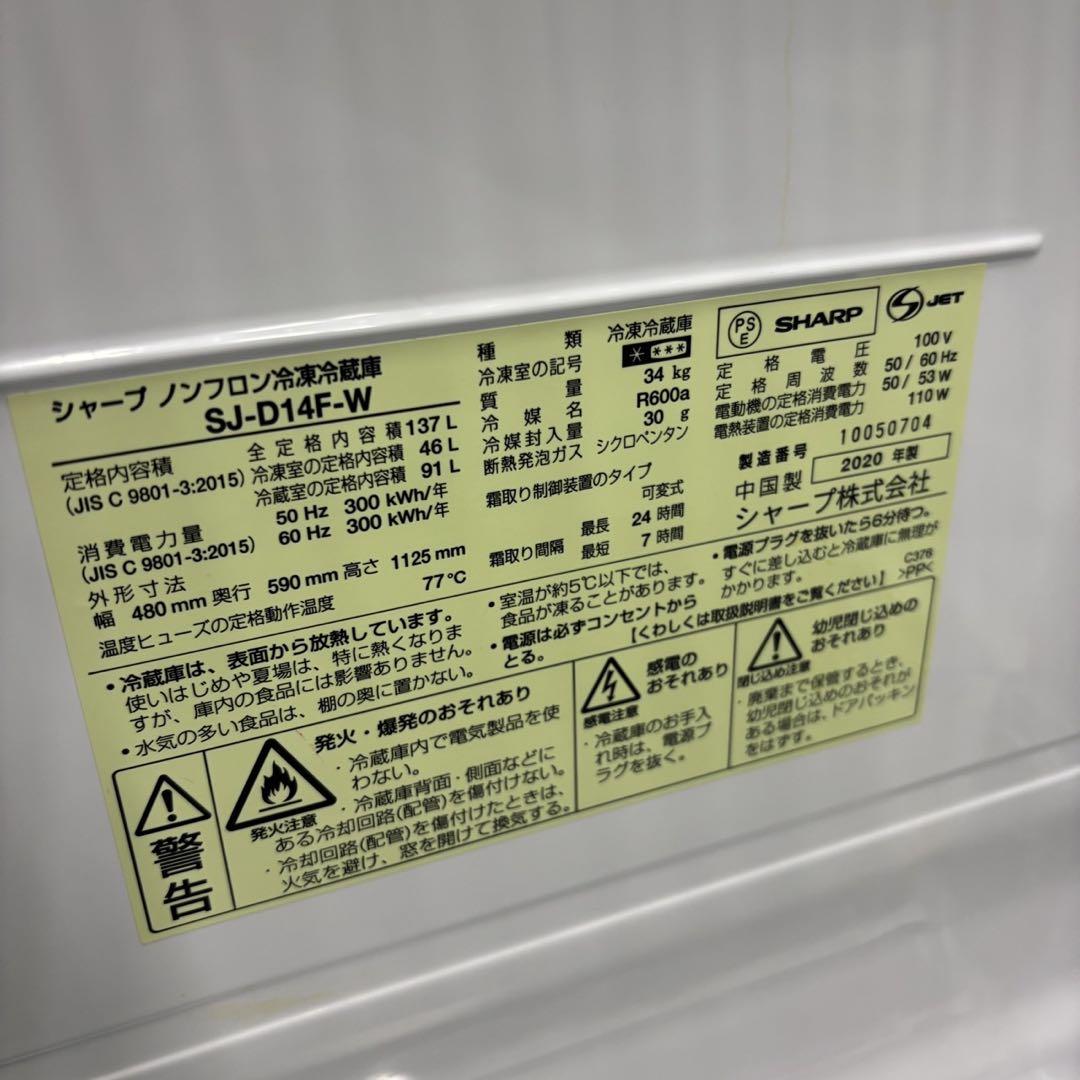 シャープ ノンフロン冷凍冷蔵庫
SJ-D14F-W
定格内容積
(JIS C 9801-3:2015)
全定格内容積 137 L
冷凍室の定格内容積 46 L
冷蔵室の定格内容積 91 L
消費電力量
(JIS C 9801-3:2015)
50 Hz 300 kWh/年
60 Hz 300 kWh/年
外形寸法
幅 480 mm 奥行 590 mm 高さ 1125 mm
温度ヒューズの定格動作温度 77℃
種類 冷凍冷蔵庫
冷凍室の記号 * ***
質量 34 kg
冷媒名 R600a
冷媒封入量 30 g
断熱発泡ガス シクロペンタン
霜取り制御装置のタイプ
可変式
霜取り間隔 最長 24 時間
最短 7 時間
PSE SHARP
JET
定格電圧 100 V
定格周波数 50 / 60 Hz
電動機の定格消費電力 50 / 53 W
電熱装置の定格消費電力 110 W
製造番号 10050704
中国製 2020 年製
シャープ株式会社
・冷蔵庫は、表面から放熱しています。
使いはじめや夏場は、特に熱くなりま
すが、庫内の食品には影響ありません。
・水気の多い食品は、棚の奥に置かない。
・室温が約5℃以下では、
食品が凍ることがあります。
・電源は必ずコンセントから
とる。
・電源プラグを抜いたら6分待つ。
すぐに差し込むと冷蔵庫に無理が
かかります。
C376
【くわしくは取扱説明書をご覧ください】 >PP<
警告
発火注意
発火・爆発のおそれあり
・冷蔵庫内で電気製品を使
わない。
・冷蔵庫背面・側面などに
ある冷却回路(配管)を傷付けない。
・冷却回路(配管)を傷付けたときは、
火気を避け、窓を開けて換気する。
感電注意
感電の
おそれあり
・冷蔵庫のお手入
れ時は、電源プ
ラグを抜く。
閉じ込め注意
幼児閉じ込めの
おそれあり
・廃棄まで保管するとき、
幼児閉じ込めのおそれが
ある場合は、ドアパッキン
をはずす。